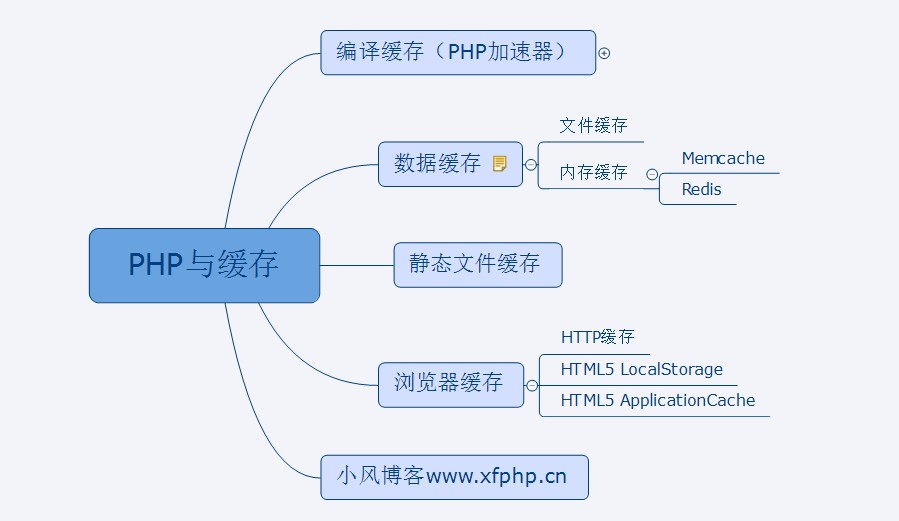 编译缓存（PHP加速器）
数据缓存
文件缓存
内存缓存
Memcache
Redis
PHP与缓存
静态文件缓存
浏览器缓存
HTTP缓存
HTML5 LocalStorage
HTML5 ApplicationCache
小风博客www.xfphp.cn